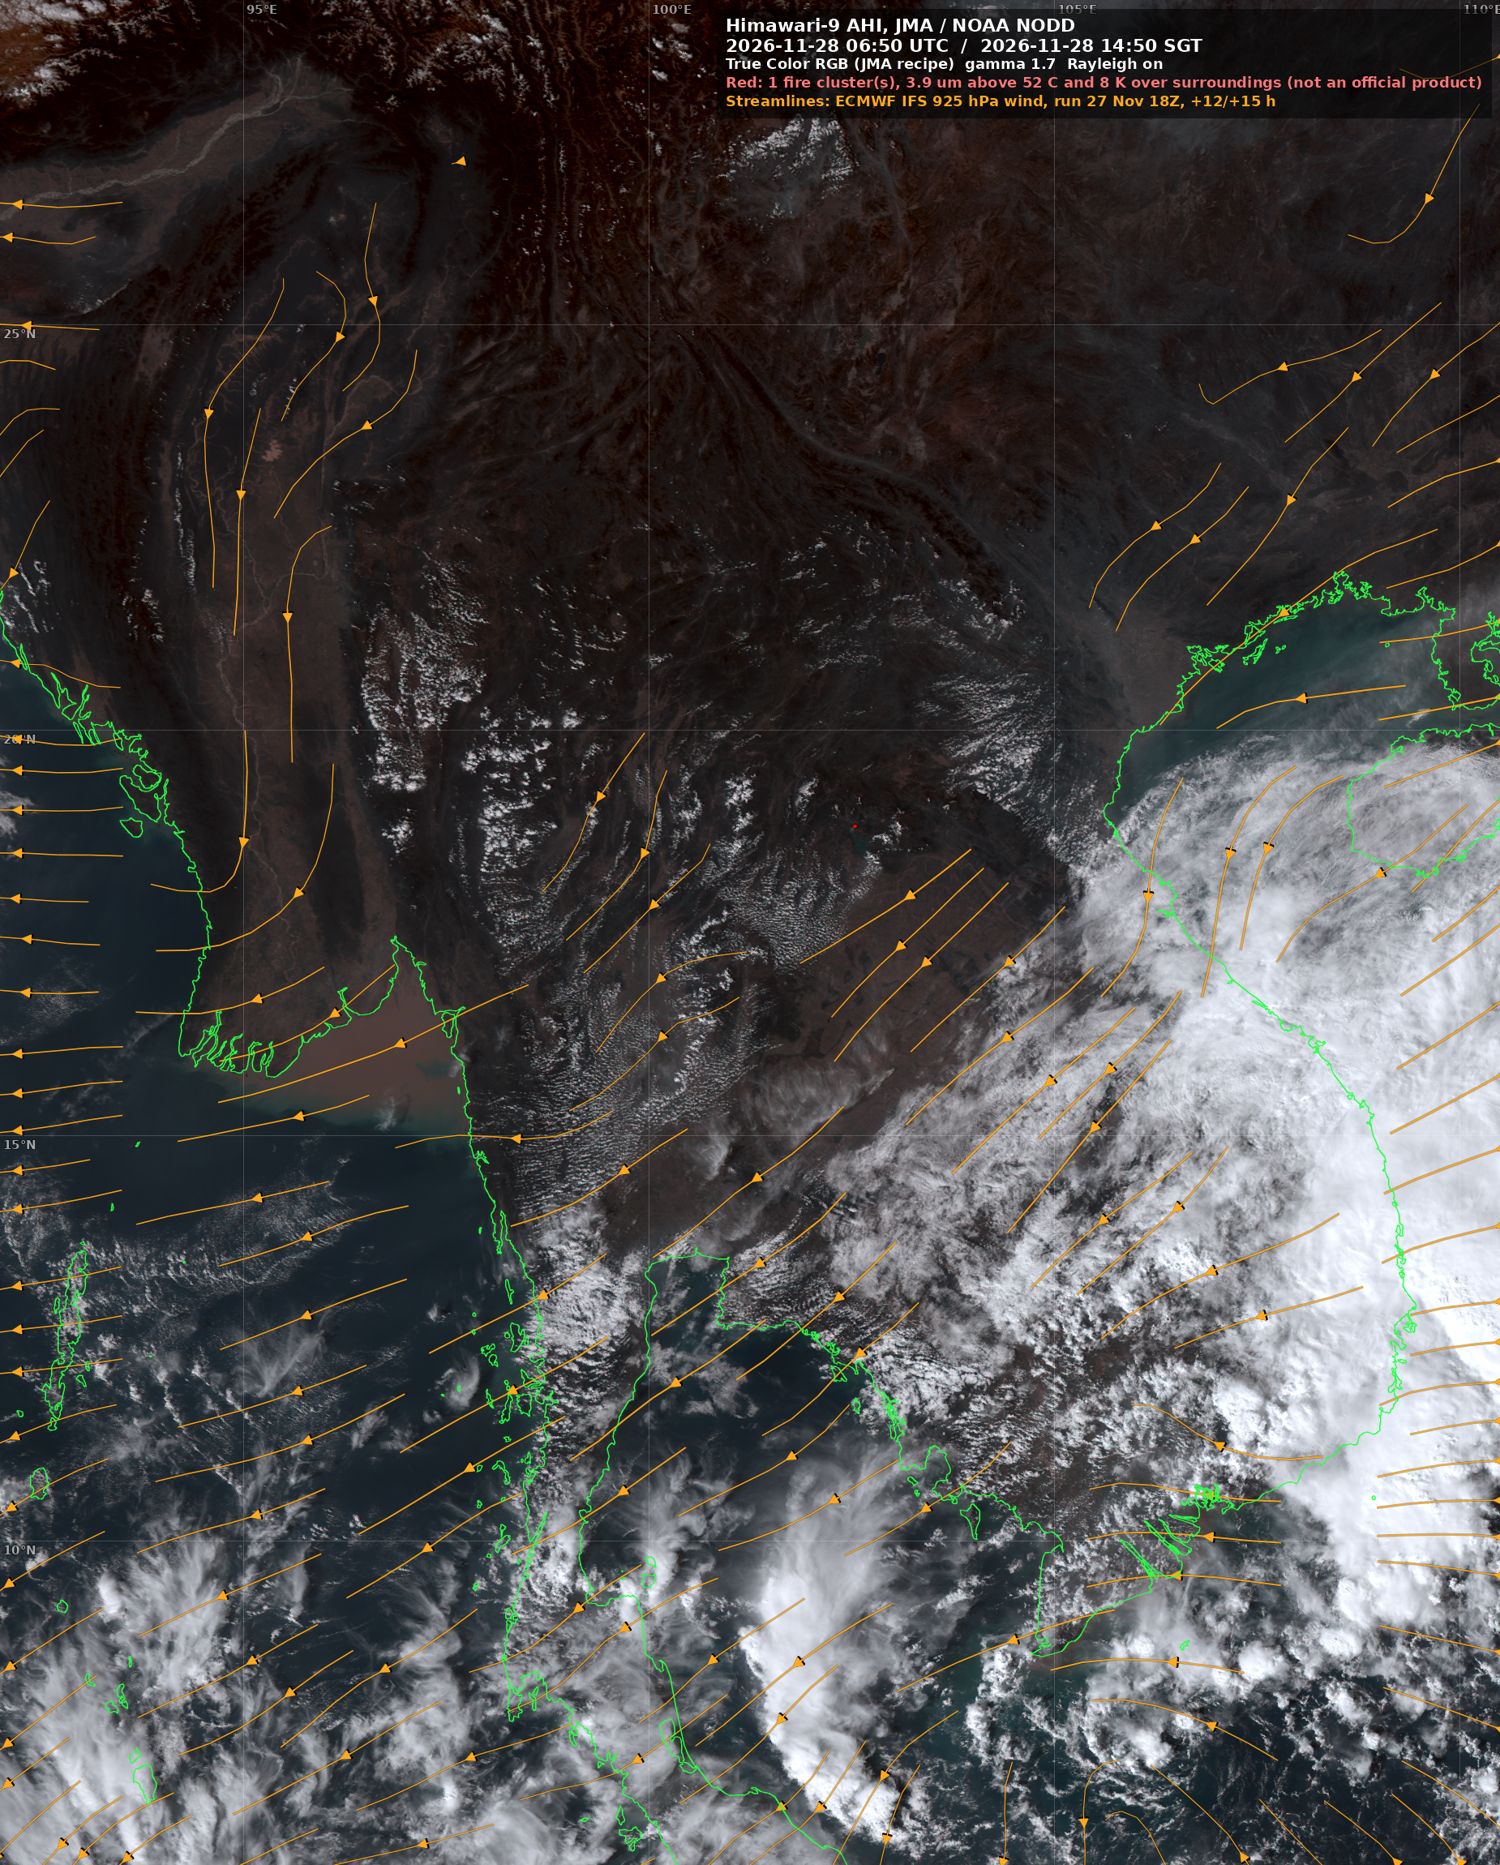 95°E
100°E
105°E
110°E
Himawari-9 AHI, JMA / NOAA NODD
2026-11-28 06:50 UTC  /  2026-11-28 14:50 SGT
True Color RGB (JMA recipe)  gamma 1.7  Rayleigh on
Red: 1 fire cluster(s), 3.9 um above 52 C and 8 K over surroundings (not an official product)
Streamlines: ECMWF IFS 925 hPa wind, run 27 Nov 18Z, +12/+15 h
25°N
20°N
15°N
10°N